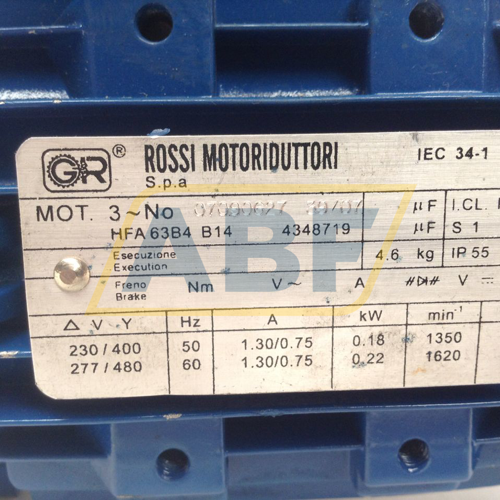 GR ® ROSSI MOTORIDUTTORI IEC 34-1
S.p.a
MOT. 3~No µF I.CL.
HFA 63B4 B14 4348719 µF S 1
Esecuzione
Execution 4.6 kg IP 55
Freno
Brake Nm V~ A V
Δ V Y Hz A kW min⁻¹
230/400 50 1.30/0.75 0.18 1350
277/480 60 1.30/0.75 0.22 1620
ABF